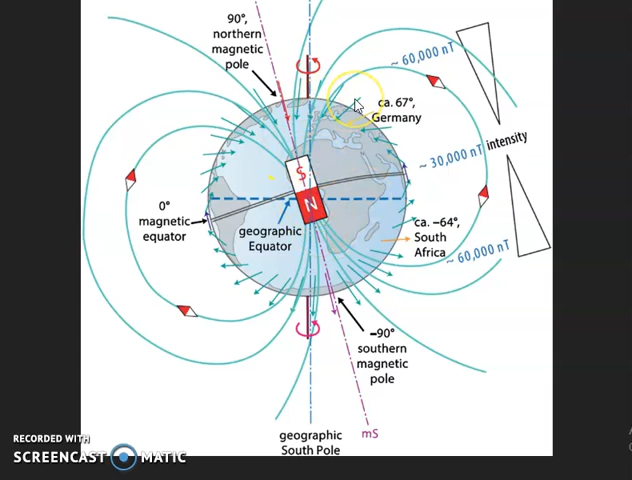 90°,
northern
magnetic
pole
~ 60,000 nT
ca. 67°,
Germany
intensity
~ 30,000 nT
S
N
0°
magnetic
equator
geographic
Equator
ca. –64°,
South
Africa
~ 60,000 nT
–90°
southern
magnetic
pole
geographic
South Pole
mS
RECORDED WITH
SCREENCAST MATIC